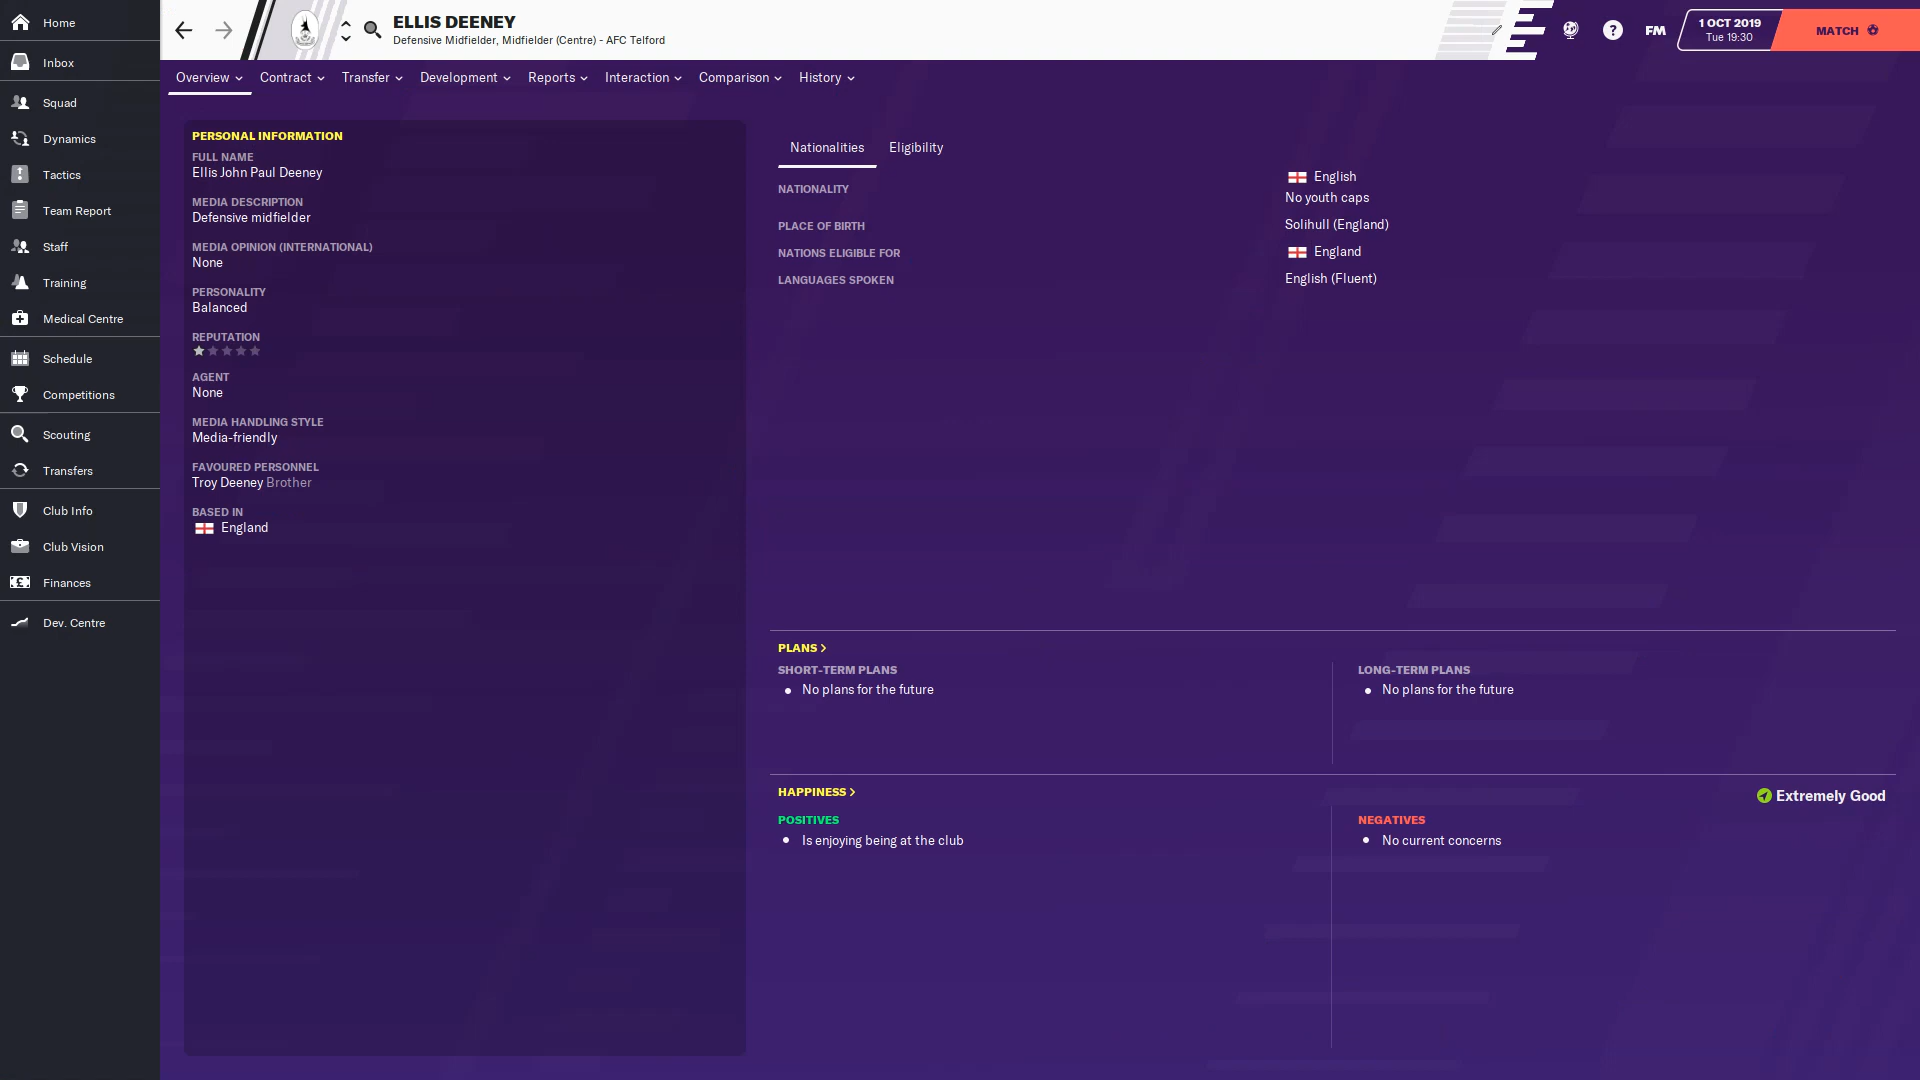 Home
Inbox
Squad
Dynamics
Tactics
Team Report
Staff
Training
Medical Centre
Schedule
Competitions
Scouting
Transfers
Club Info
Club Vision
Finances
Dev. Centre
ELLIS DEENEY
Defensive Midfielder, Midfielder (Centre) - AFC Telford
FM
1 OCT 2019
Tue 19:30
MATCH
Overview Contract Transfer Development Reports Interaction Comparison History
PERSONAL INFORMATION
FULL NAME
Ellis John Paul Deeney
MEDIA DESCRIPTION
Defensive midfielder
MEDIA OPINION (INTERNATIONAL)
None
PERSONALITY
Balanced
REPUTATION
AGENT
None
MEDIA HANDLING STYLE
Media-friendly
FAVOURED PERSONNEL
Troy Deeney Brother
BASED IN
England
Nationalities Eligibility
NATIONALITY English
No youth caps
PLACE OF BIRTH Solihull (England)
NATIONS ELIGIBLE FOR England
LANGUAGES SPOKEN English (Fluent)
PLANS >
SHORT-TERM PLANS
• No plans for the future
LONG-TERM PLANS
• No plans for the future
HAPPINESS >
Extremely Good
POSITIVES
• Is enjoying being at the club
NEGATIVES
• No current concerns